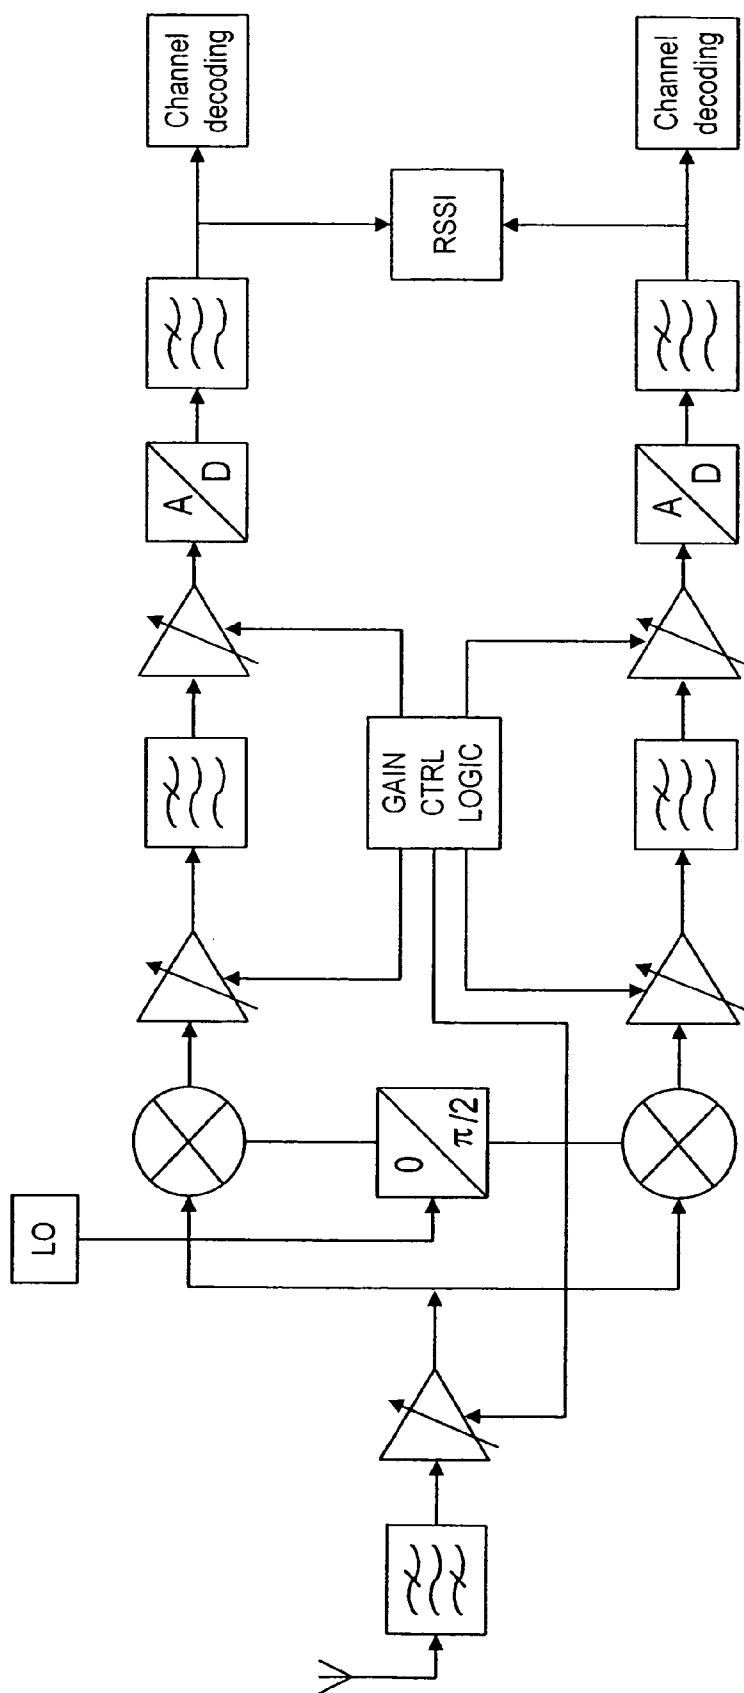 LO
0
π/2
GAIN
CTRL
LOGIC
A
D
A
D
RSSI
Channel
decoding
Channel
decoding